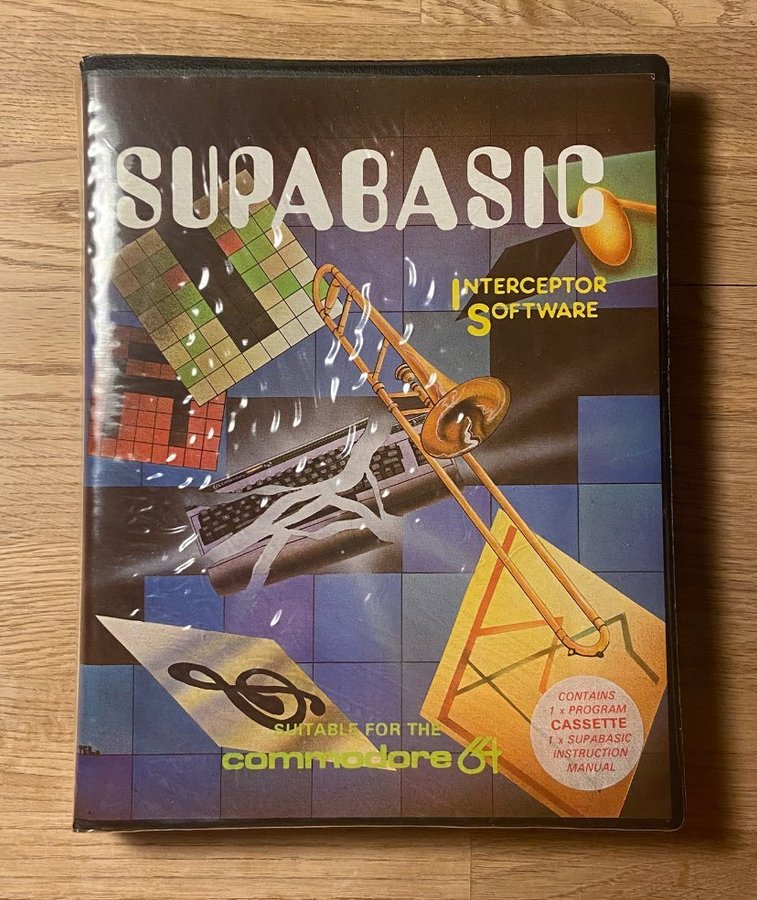 SUPABASIC
INTERCEPTOR
SOFTWARE
SUITABLE FOR THE
commodore 64
CONTAINS
1 x PROGRAM
CASSETTE
1 x SUPABASIC
INSTRUCTION
MANUAL